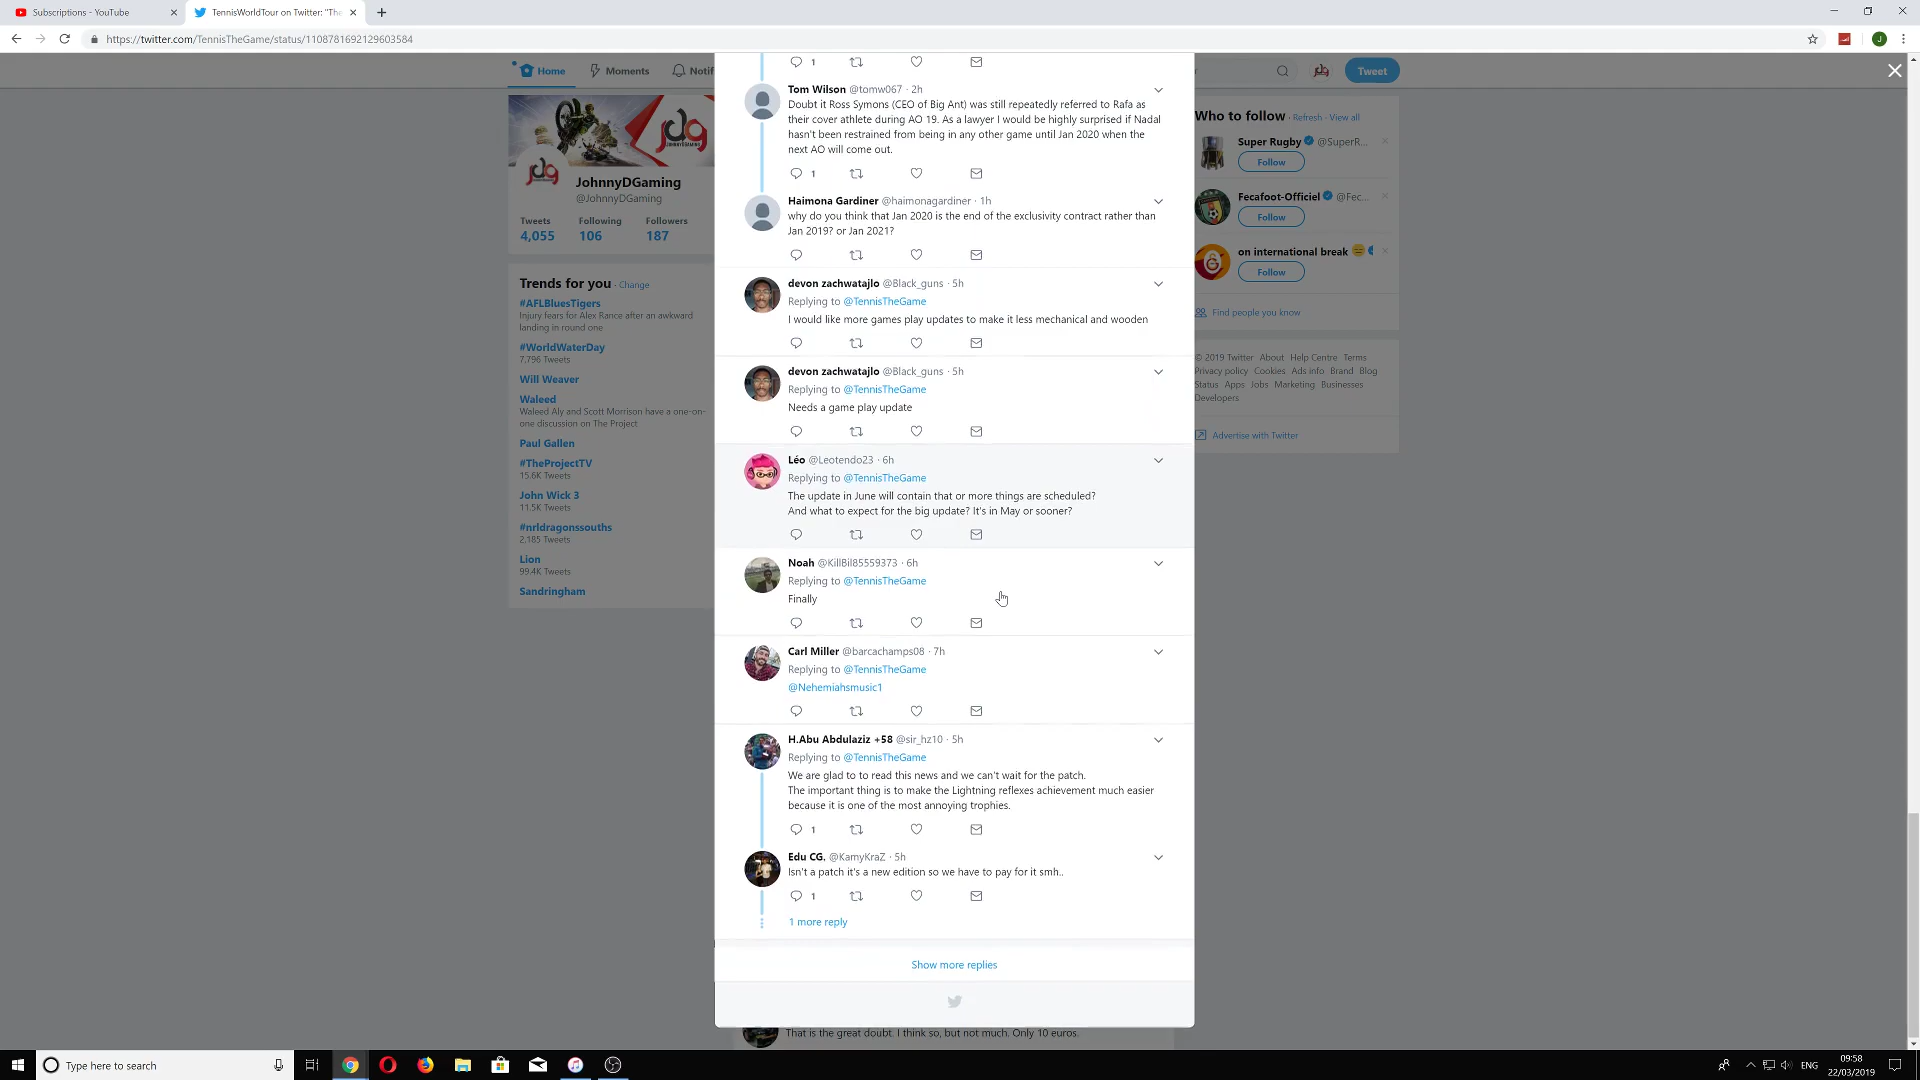 Subscriptions - YouTube
TennisWorldTour on Twitter: "The
https://twitter.com/TennisTheGame/status/1108781692129603584
J
Home
Moments
Notif
Tweet
JohnnyDGaming
@JohnnyDGaming
Tweets
Following
Followers
4,055
106
187
Trends for you · Change
#AFLBluesTigers
Injury fears for Alex Rance after an awkward
landing in round one
#WorldWaterDay
7,796 Tweets
Will Weaver
Waleed
Waleed Aly and Scott Morrison have a one-on-
one discussion on The Project
Paul Gallen
#TheProjectTV
15.6K Tweets
John Wick 3
11.5K Tweets
#nrldragonssouths
2,185 Tweets
Lion
99.4K Tweets
Sandringham
1
Tom Wilson @tomw067 · 2h
Doubt it Ross Symons (CEO of Big Ant) was still repeatedly referred to Rafa as
their cover athlete during AO 19. As a lawyer I would be highly surprised if Nadal
hasn't been restrained from being in any other game until Jan 2020 when the
next AO will come out.
1
Haimona Gardiner @haimonagardiner · 1h
why do you think that Jan 2020 is the end of the exclusivity contract rather than
Jan 2019? or Jan 2021?
devon zachwatajlo @Black_guns · 5h
Replying to @TennisTheGame
I would like more games play updates to make it less mechanical and wooden
devon zachwatajlo @Black_guns · 5h
Replying to @TennisTheGame
Needs a game play update
Léo @Leotendo23 · 6h
Replying to @TennisTheGame
The update in June will contain that or more things are scheduled?
And what to expect for the big update? It's in May or sooner?
Noah @KillBil85559373 · 6h
Replying to @TennisTheGame
Finally
Carl Miller @barcachamps08 · 7h
Replying to @TennisTheGame
@Nehemiahsmusic1
H.Abu Abdulaziz +58 @sir_hz10 · 5h
Replying to @TennisTheGame
We are glad to to read this news and we can't wait for the patch.
The important thing is to make the Lightning reflexes achievement much easier
because it is one of the most annoying trophies.
1
Edu CG. @KamyKraZ · 5h
Isn't a patch it's a new edition so we have to pay for it smh..
1
1 more reply
Show more replies
That is the great doubt. I think so, but not much. Only 10 euros.
Who to follow · Refresh · View all
Super Rugby @SuperR...
Follow
Fecafoot-Officiel @Fec...
Follow
on international break
Follow
Find people you know
© 2019 Twitter About Help Centre Terms
Privacy policy Cookies Ads info Brand Blog
Status Apps Jobs Marketing Businesses
Developers
Advertise with Twitter
Type here to search
ENG
09:58
22/03/2019